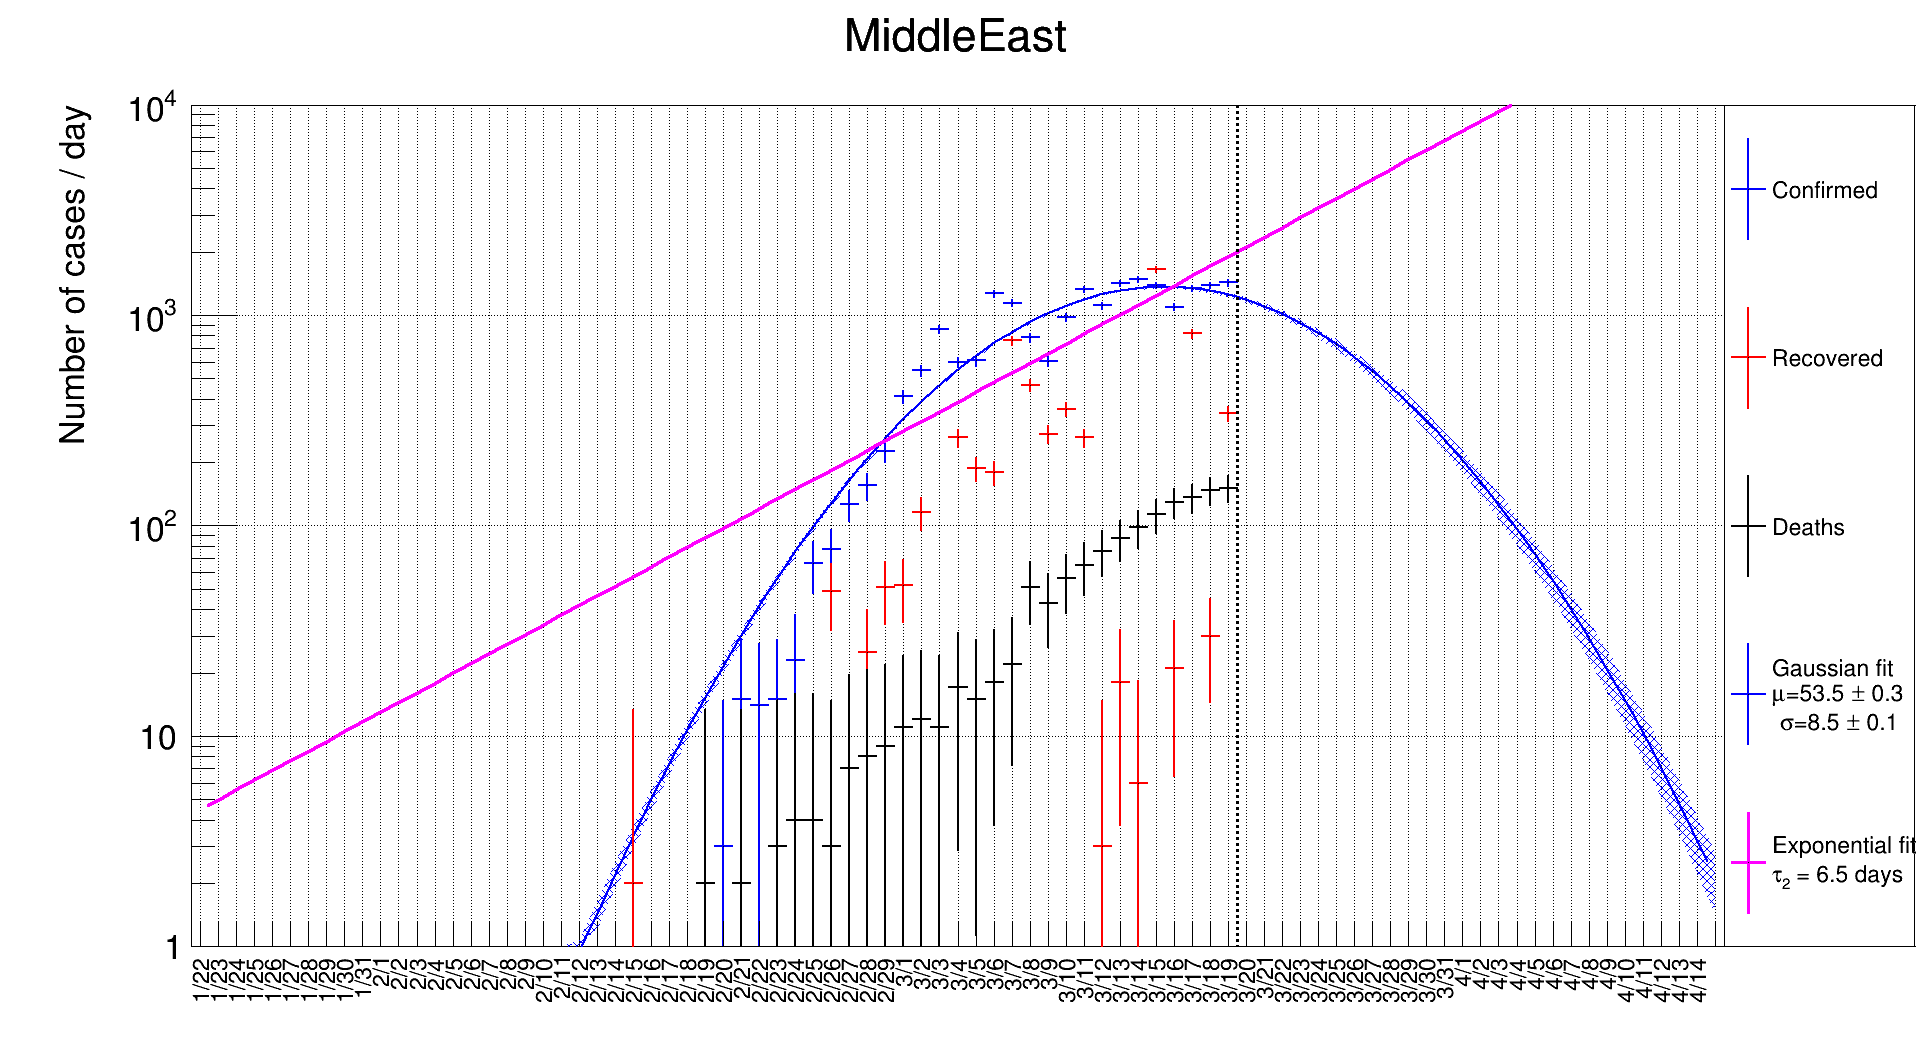 MiddleEast
Number of cases / day
10⁴
10³
10²
10
1
1/22 1/23 1/24 1/25 1/26 1/27 1/28 1/29 1/30 1/31 2/1 2/2 2/3 2/4 2/5 2/6 2/7 2/8 2/9 2/10 2/11 2/12 2/13 2/14 2/15 2/16 2/17 2/18 2/19 2/20 2/21 2/22 2/23 2/24 2/25 2/26 2/27 2/28 2/29 3/1 3/2 3/3 3/4 3/5 3/6 3/7 3/8 3/9 3/10 3/11 3/12 3/13 3/14 3/15 3/16 3/17 3/18 3/19 3/20 3/21 3/22 3/23 3/24 3/25 3/26 3/27 3/28 3/29 3/30 3/31 4/1 4/2 4/3 4/4 4/5 4/6 4/7 4/8 4/9 4/10 4/11 4/12 4/13 4/14
Confirmed
Recovered
Deaths
Gaussian fit
μ=53.5 ± 0.3
σ=8.5 ± 0.1
Exponential fit
τ₂ = 6.5 days